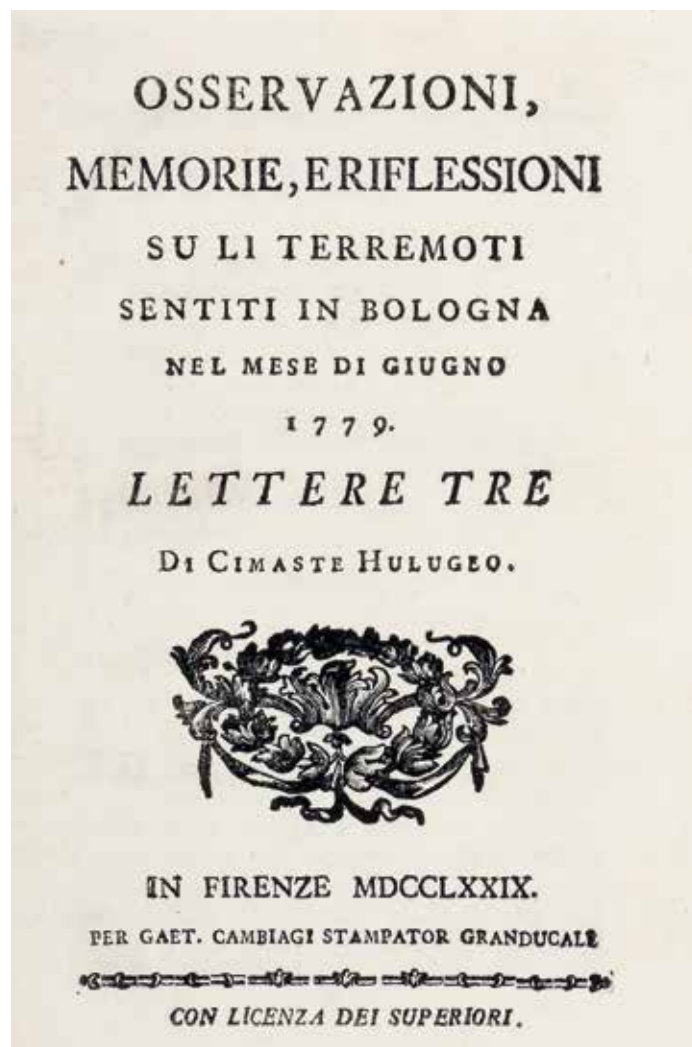 OSSERVAZIONI,
MEMORIE, E RIFLESSIONI
SU LI TERREMOTI
SENTITI IN BOLOGNA
NEL MESE DI GIUGNO
1779.
LETTERE TRE
DI CIMASTE HULUGEO.
IN FIRENZE MDCCLXXIX.
PER GAET. CAMBIAGI STAMPATOR GRANDUCALE
CON LICENZA DEI SUPERIORI.